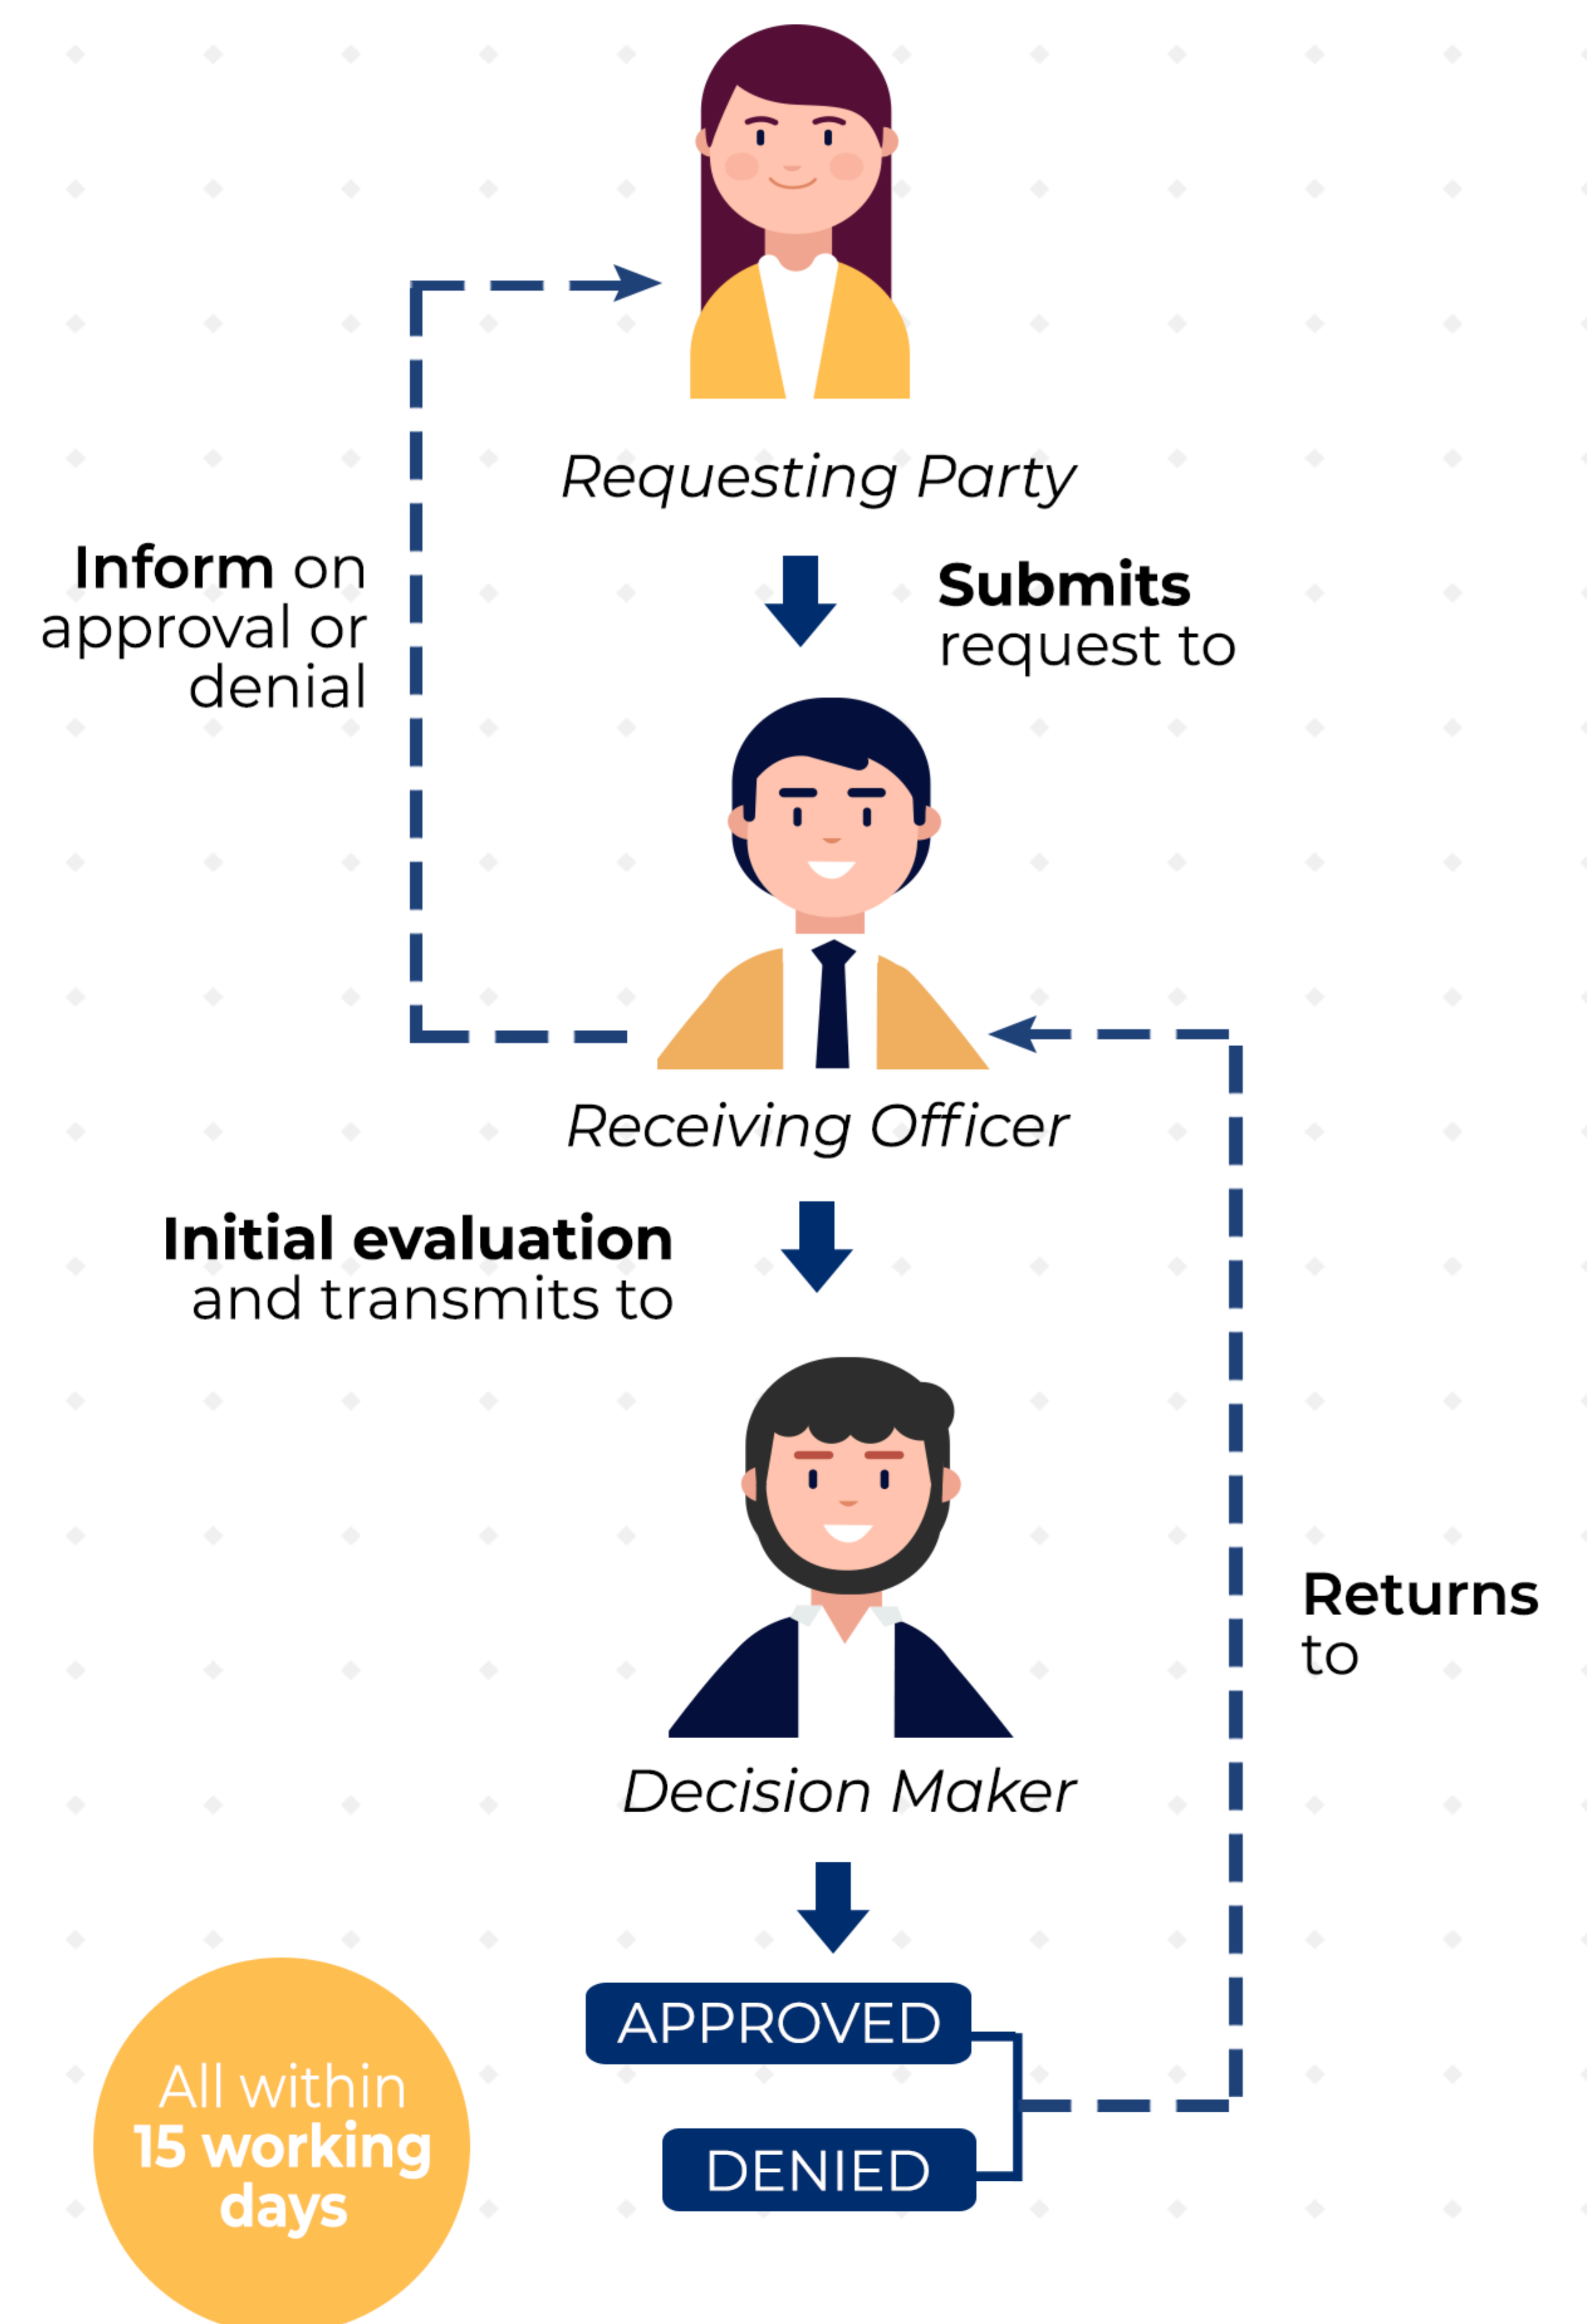 Requesting Party
Inform on
approval or
denial
Submits
request to
Receiving Officer
Initial evaluation
and transmits to
Decision Maker
Returns
to
APPROVED
DENIED
All within
15 working
days